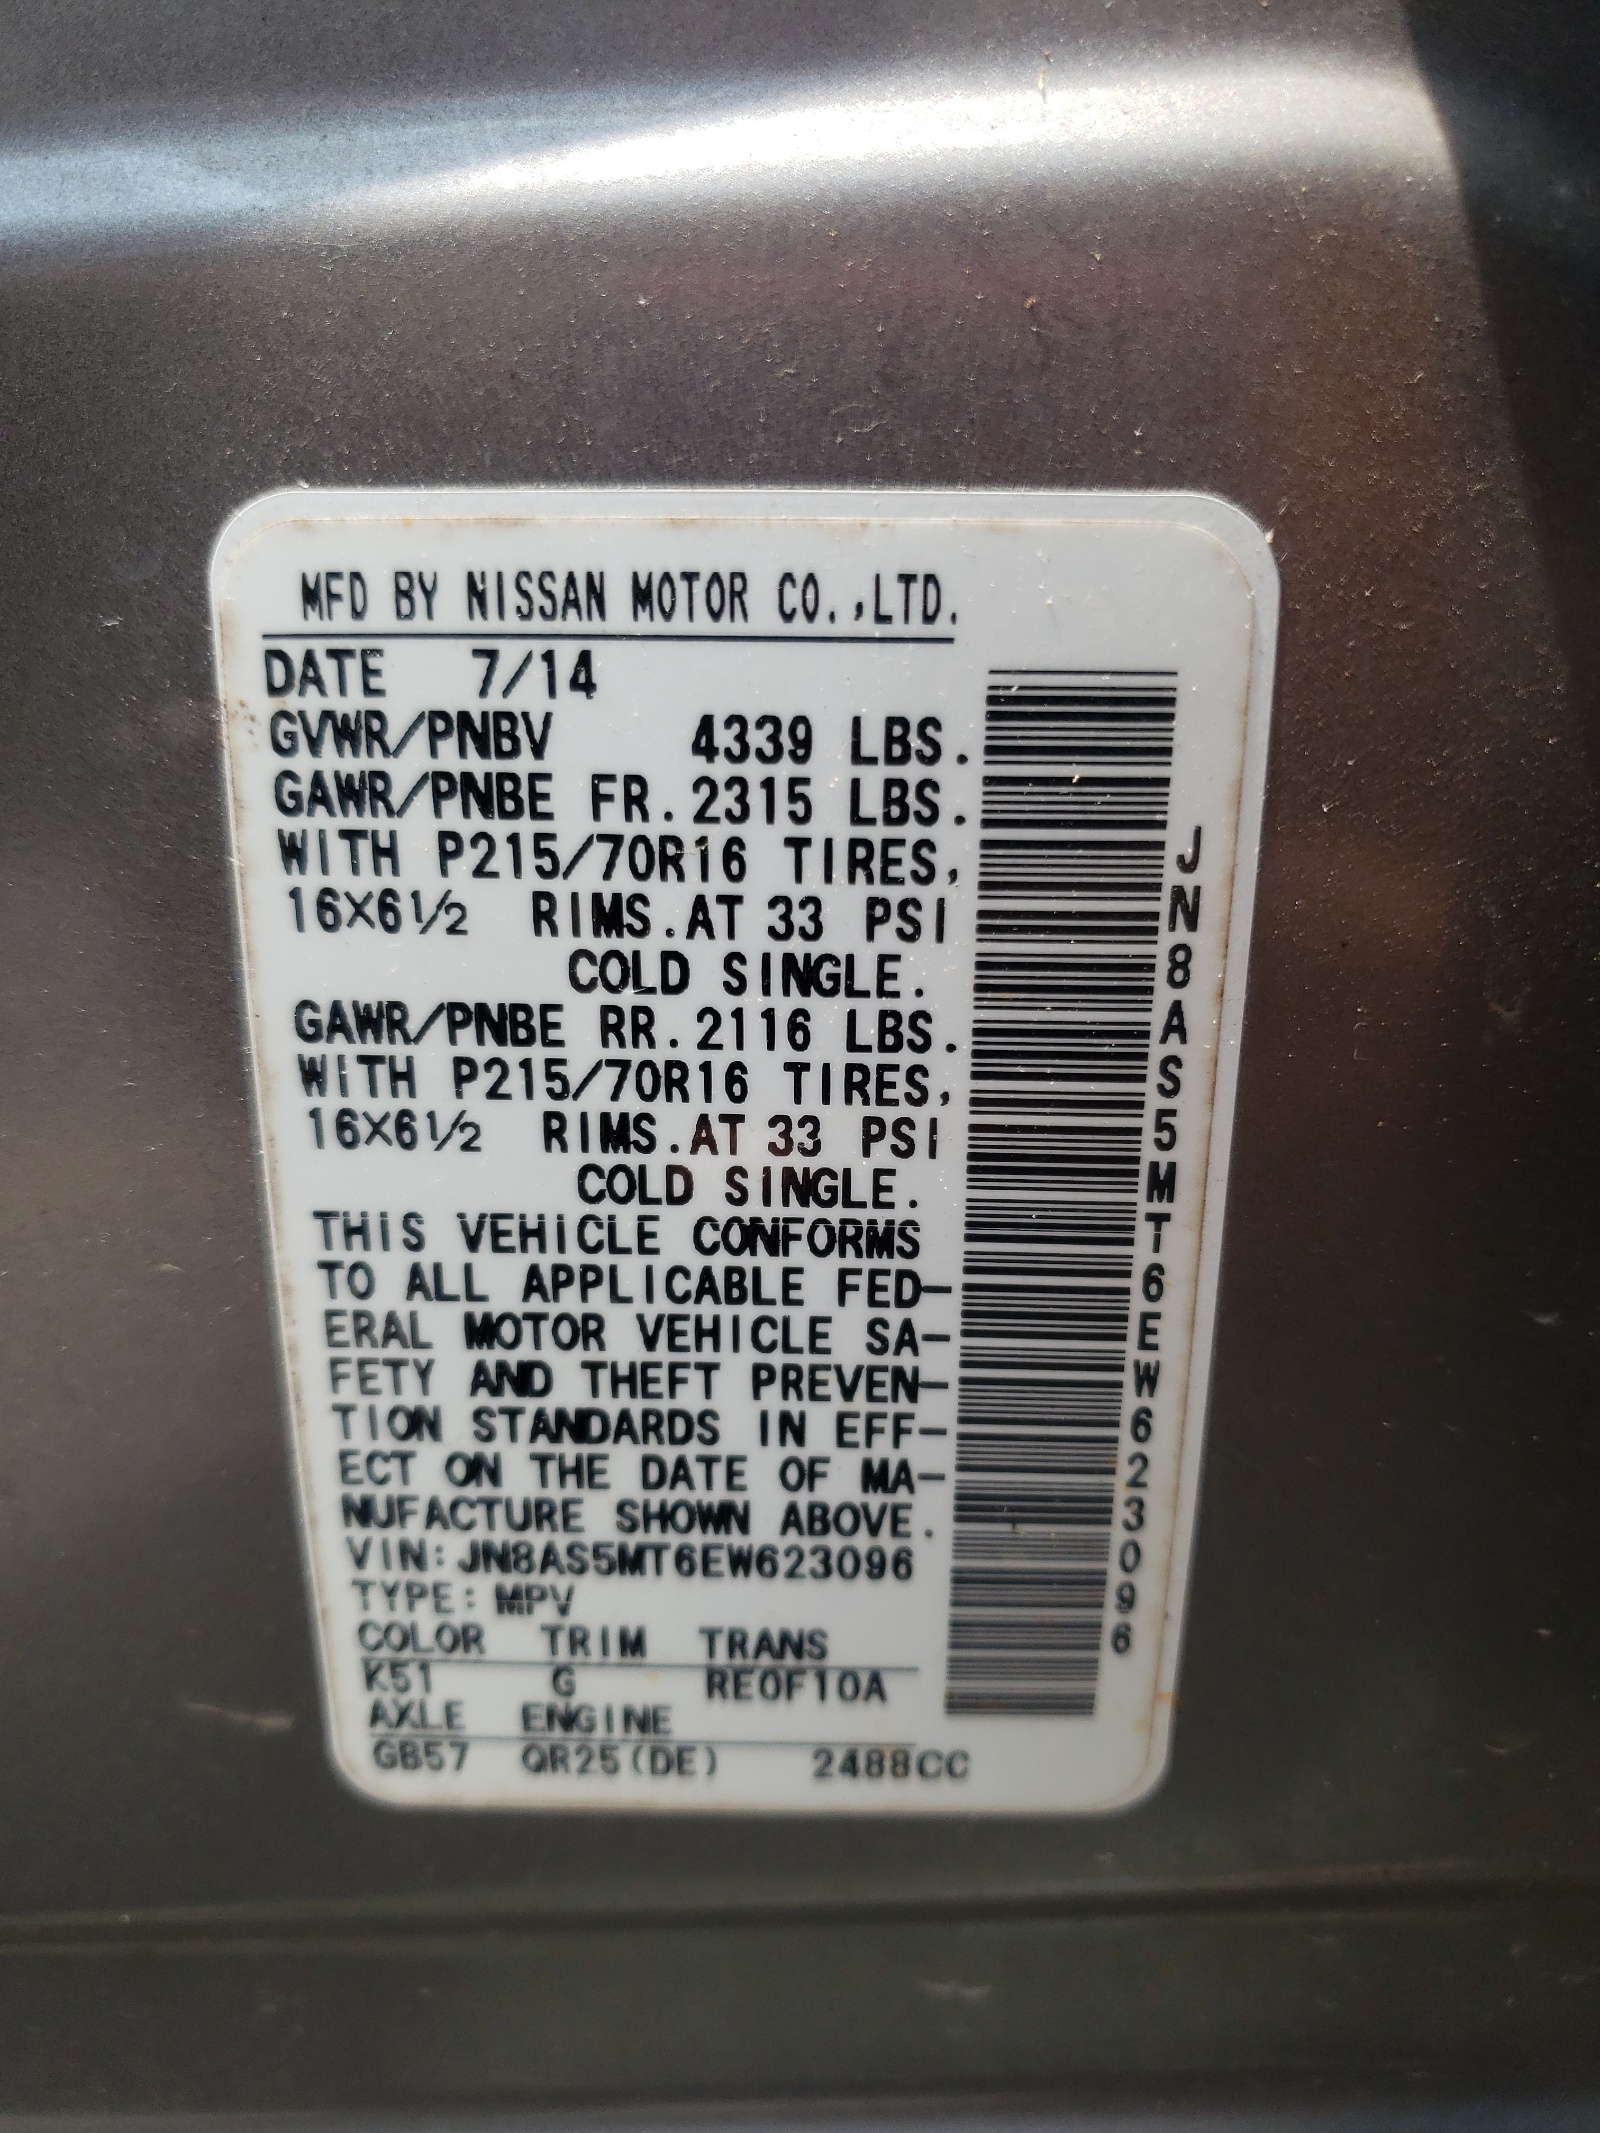 MFD BY NISSAN MOTOR CO.,LTD.
DATE 7/14
GVWR/PNBV 4339 LBS.
GAWR/PNBE FR. 2315 LBS.
WITH P215/70R16 TIRES,
16X6 1/2 RIMS. AT 33 PSI
COLD SINGLE.
GAWR/PNBE RR. 2116 LBS.
WITH P215/70R16 TIRES,
16X6 1/2 RIMS. AT 33 PSI
COLD SINGLE.
THIS VEHICLE CONFORMS
TO ALL APPLICABLE FED-
ERAL MOTOR VEHICLE SA-
FETY AND THEFT PREVEN-
TION STANDARDS IN EFF-
ECT ON THE DATE OF MA-
NUFACTURE SHOWN ABOVE.
VIN: JN8AS5MT6EW623096
TYPE: MPV
COLOR TRIM TRANS
K51 G RE0F10A
AXLE ENGINE
GB57 QR25(DE) 2488CC
JN8AS5MT6EW623096